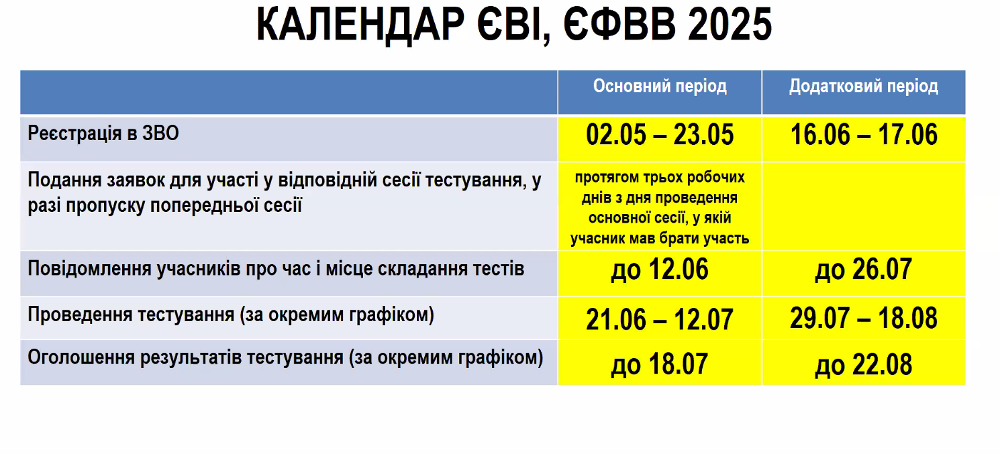 КАЛЕНДАР ЄВІ, ЄФВВ 2025
Основний період
Додатковий період
Реєстрація в ЗВО
02.05 – 23.05
16.06 – 17.06
Подання заявок для участі у відповідній сесії тестування, у
разі пропуску попередньої сесії
протягом трьох робочих
днів з дня проведення
основної сесії, у якій
учасник мав брати участь
Повідомлення учасників про час і місце складання тестів
до 12.06
до 26.07
Проведення тестування (за окремим графіком)
21.06 – 12.07
29.07 – 18.08
Оголошення результатів тестування (за окремим графіком)
до 18.07
до 22.08